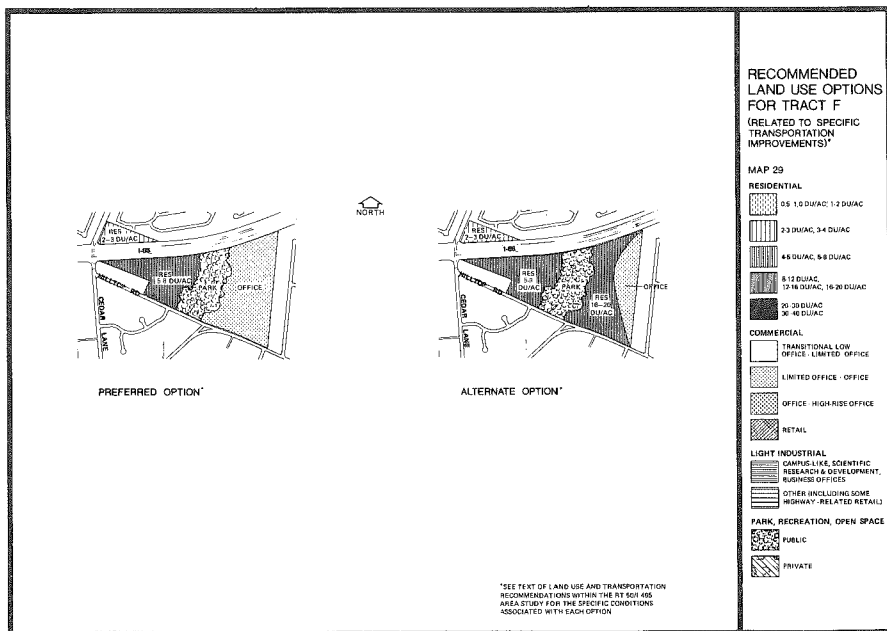 RECOMMENDED
LAND USE OPTIONS
FOR TRACT F
(RELATED TO SPECIFIC
TRANSPORTATION
IMPROVEMENTS)*
MAP 29
RESIDENTIAL
0.5-1.0 DU/AC, 1-2 DU/AC
2-3 DU/AC, 3-4 DU/AC
4-5 DU/AC, 5-8 DU/AC
8-12 DU/AC,
12-16 DU/AC, 16-20 DU/AC
20-30 DU/AC
30-40 DU/AC
COMMERCIAL
TRANSITIONAL LOW
OFFICE - LIMITED OFFICE
LIMITED OFFICE - OFFICE
OFFICE - HIGH-RISE OFFICE
RETAIL
LIGHT INDUSTRIAL
CAMPUS-LIKE, SCIENTIFIC
RESEARCH & DEVELOPMENT,
BUSINESS OFFICES
OTHER (INCLUDING SOME
HIGHWAY-RELATED RETAIL)
PARK, RECREATION, OPEN SPACE
PUBLIC
PRIVATE
NORTH
RES
2-3 DU/AC
I-66
RES
5-8 DU/AC
PARK
OFFICE
HILLTOP RD
CEDAR
LANE
PREFERRED OPTION*
RES
2-3 DU/AC
I-66
RES
5-8
DU/AC
PARK
RES
16-20
DU/AC
OFFICE
HILLTOP RD
CEDAR
LANE
ALTERNATE OPTION*
*SEE TEXT OF LAND USE AND TRANSPORTATION
RECOMMENDATIONS WITHIN THE RT 50/I 495
AREA STUDY FOR THE SPECIFIC CONDITIONS
ASSOCIATED WITH EACH OPTION